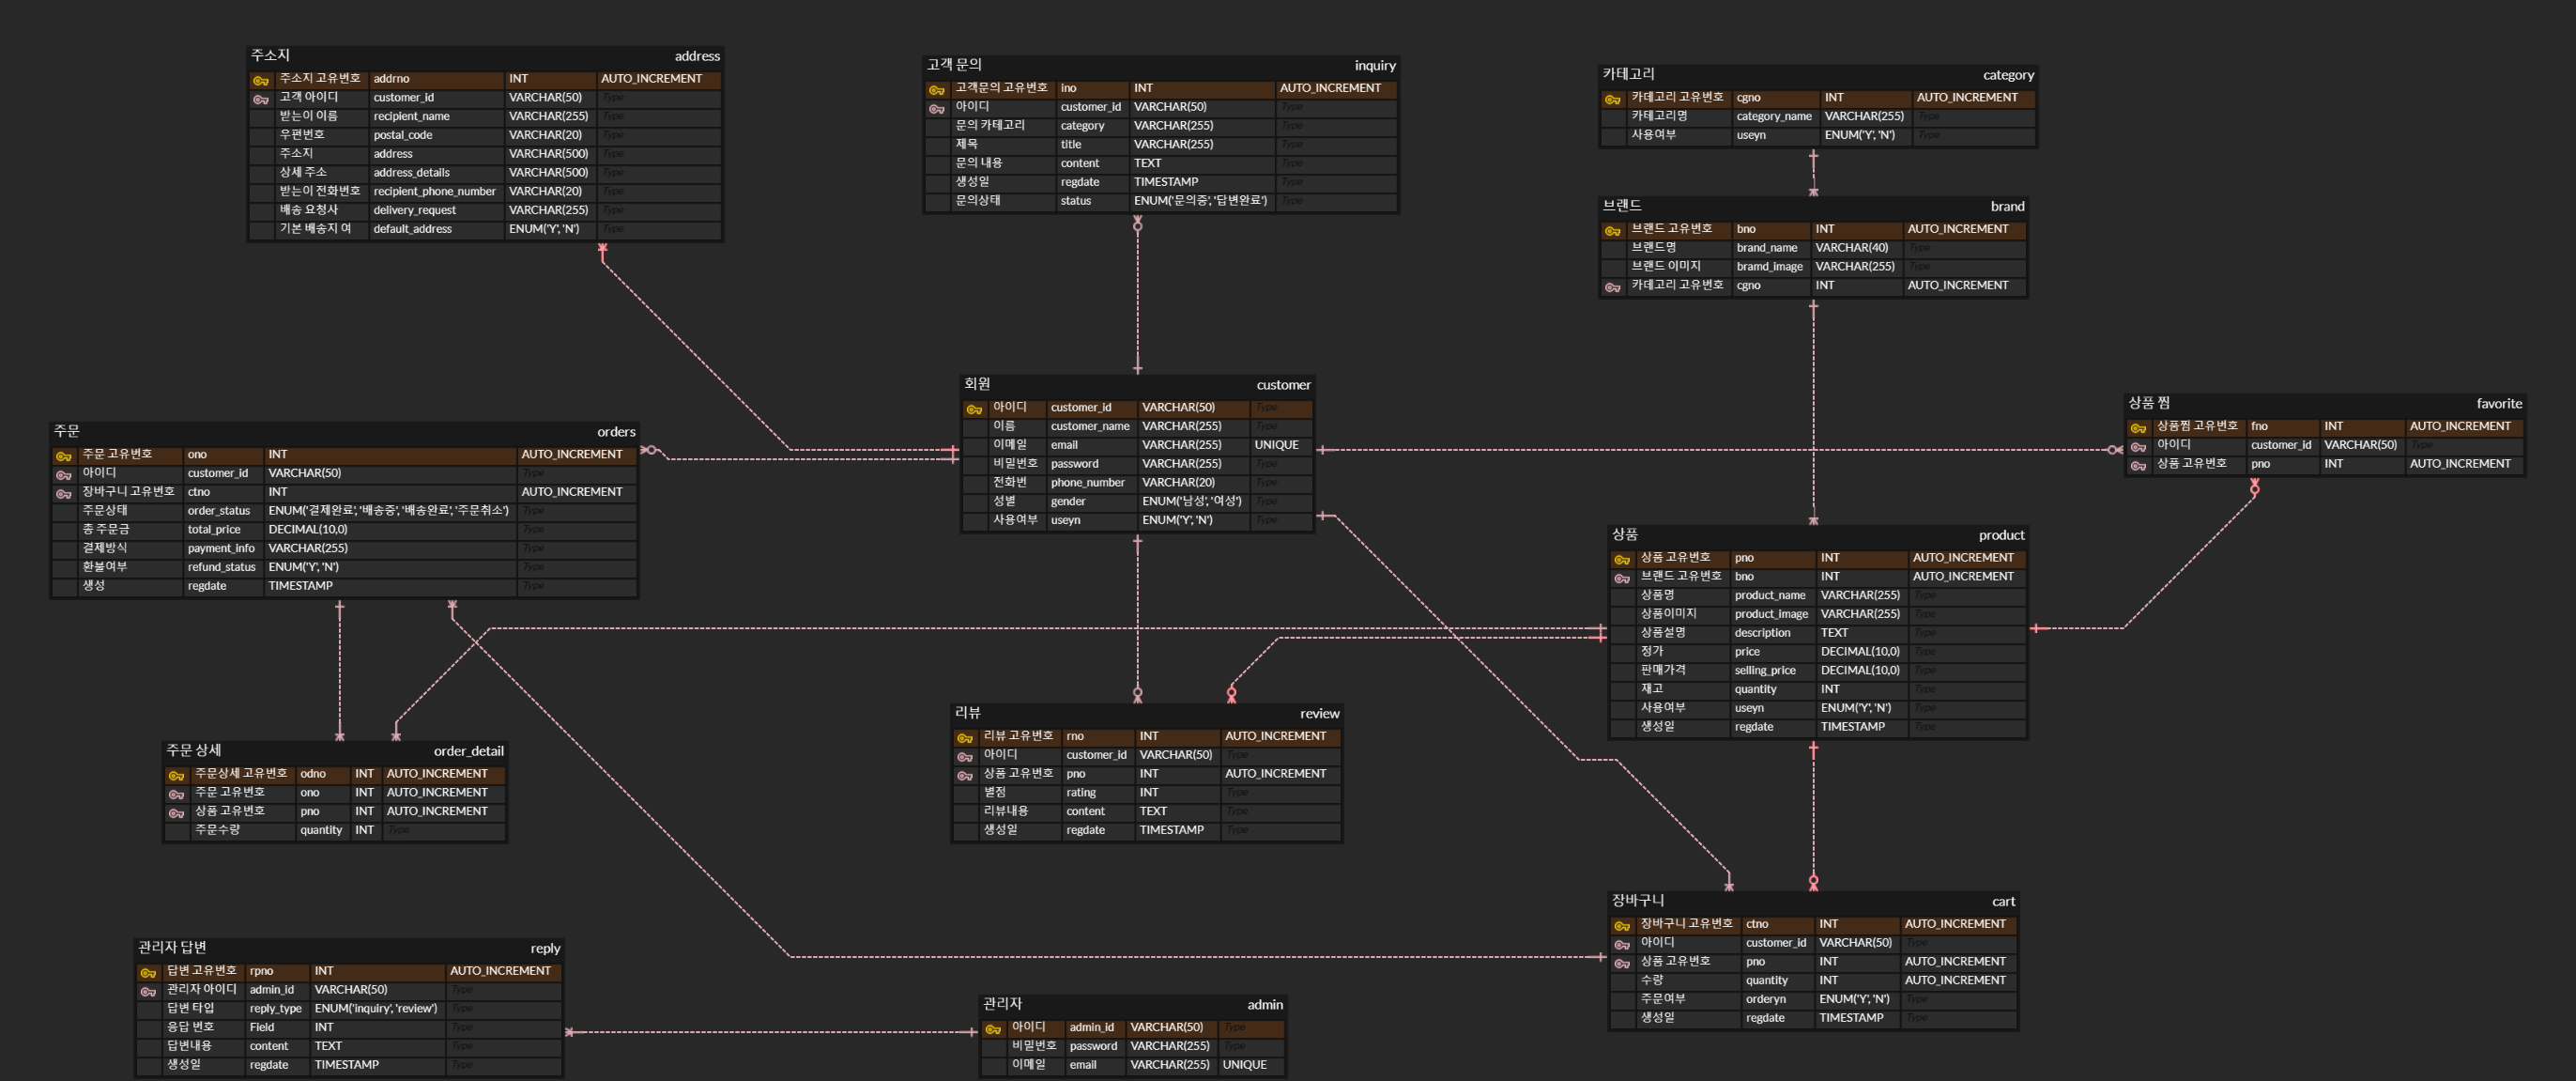 주소지 address
주소지 고유번호 addrno INT AUTO_INCREMENT
고객 아이디 customer_id VARCHAR(50) Type
받는이 이름 recipient_name VARCHAR(255) Type
우편번호 postal_code VARCHAR(20) Type
주소지 address VARCHAR(500) Type
상세 주소 address_details VARCHAR(500) Type
받는이 전화번호 recipient_phone_number VARCHAR(20) Type
배송 요청사 delivery_request VARCHAR(255) Type
기본 배송지 여 default_address ENUM('Y', 'N') Type
고객 문의 inquiry
고객문의 고유번호 ino INT AUTO_INCREMENT
아이디 customer_id VARCHAR(50) Type
문의 카테고리 category VARCHAR(255) Type
제목 title VARCHAR(255) Type
문의 내용 content TEXT Type
생성일 regdate TIMESTAMP Type
문의상태 status ENUM('문의중', '답변완료') Type
카테고리 category
카데고리 고유번호 cgno INT AUTO_INCREMENT
카테고리명 category_name VARCHAR(255) Type
사용여부 useyn ENUM('Y', 'N') Type
브랜드 brand
브랜드 고유번호 bno INT AUTO_INCREMENT
브랜드명 brand_name VARCHAR(40) Type
브랜드 이미지 bramd_image VARCHAR(255) Type
카데고리 고유번호 cgno INT AUTO_INCREMENT
회원 customer
아이디 customer_id VARCHAR(50) Type
이름 customer_name VARCHAR(255) Type
이메일 email VARCHAR(255) UNIQUE
비밀번호 password VARCHAR(255) Type
전화번 phone_number VARCHAR(20) Type
성별 gender ENUM('남성', '여성') Type
사용여부 useyn ENUM('Y', 'N') Type
상품 찜 favorite
상품찜 고유번호 fno INT AUTO_INCREMENT
아이디 customer_id VARCHAR(50) Type
상품 고유번호 pno INT AUTO_INCREMENT
주문 orders
주문 고유번호 ono INT AUTO_INCREMENT
아이디 customer_id VARCHAR(50) Type
장바구니 고유번호 ctno INT AUTO_INCREMENT
주문상태 order_status ENUM('결제완료', '배송중', '배송완료', '주문취소') Type
총 주문금 total_price DECIMAL(10,0) Type
결제방식 payment_info VARCHAR(255) Type
환불여부 refund_status ENUM('Y', 'N') Type
생성 regdate TIMESTAMP Type
상품 product
상품 고유번호 pno INT AUTO_INCREMENT
브랜드 고유번호 bno INT AUTO_INCREMENT
상품명 product_name VARCHAR(255) Type
상품이미지 product_image VARCHAR(255) Type
상품설명 description TEXT Type
정가 price DECIMAL(10,0) Type
판매가격 selling_price DECIMAL(10,0) Type
재고 quantity INT Type
사용여부 useyn ENUM('Y', 'N') Type
생성일 regdate TIMESTAMP Type
주문 상세 order_detail
주문상세 고유번호 odno INT AUTO_INCREMENT
주문 고유번호 ono INT AUTO_INCREMENT
상품 고유번호 pno INT AUTO_INCREMENT
주문수량 quantity INT Type
리뷰 review
리뷰 고유번호 rno INT AUTO_INCREMENT
아이디 customer_id VARCHAR(50) Type
상품 고유번호 pno INT AUTO_INCREMENT
별점 rating INT Type
리뷰내용 content TEXT Type
생성일 regdate TIMESTAMP Type
장바구니 cart
장바구니 고유번호 ctno INT AUTO_INCREMENT
아이디 customer_id VARCHAR(50) Type
상품 고유번호 pno INT AUTO_INCREMENT
수량 quantity INT AUTO_INCREMENT
주문여부 orderyn ENUM('Y', 'N') Type
생성일 regdate TIMESTAMP Type
관리자 답변 reply
답변 고유번호 rpno INT AUTO_INCREMENT
관리자 아이디 admin_id VARCHAR(50) Type
답변 타입 reply_type ENUM('inquiry', 'review') Type
응답 번호 Field INT Type
답변내용 content TEXT Type
생성일 regdate TIMESTAMP Type
관리자 admin
아이디 admin_id VARCHAR(50) Type
비밀번호 password VARCHAR(255) Type
이메일 email VARCHAR(255) UNIQUE